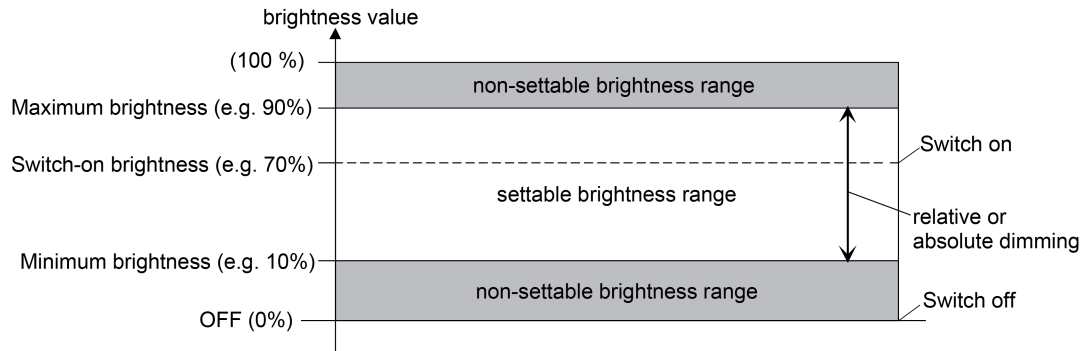 brightness value
(100 %)
non-settable brightness range
Maximum brightness (e.g. 90%)
Switch on
Switch-on brightness (e.g. 70%)
settable brightness range
relative or
absolute dimming
Minimum brightness (e.g. 10%)
non-settable brightness range
Switch off
OFF (0%)